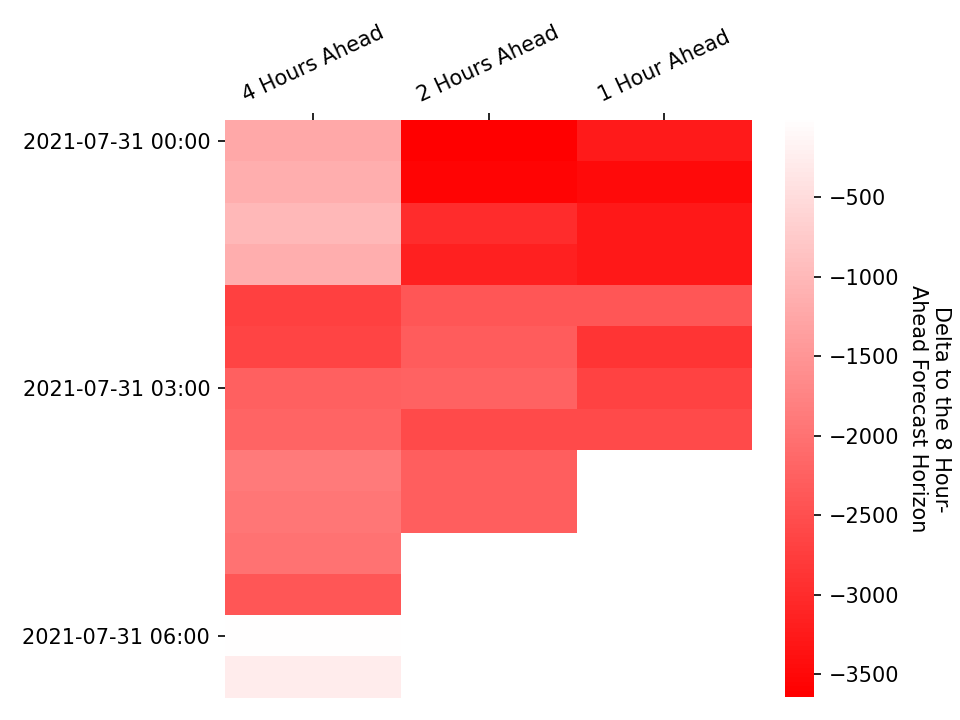 4 Hours Ahead
2 Hours Ahead
1 Hour Ahead
2021-07-31 00:00
2021-07-31 03:00
2021-07-31 06:00
−500
−1000
−1500
−2000
−2500
−3000
−3500
Delta to the 8 Hour-
Ahead Forecast Horizon